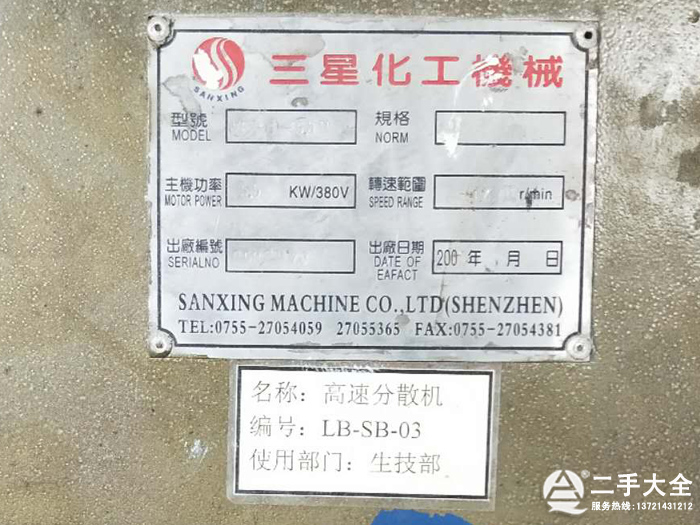 三星化工機械
SANXING
型號 規格
MODEL NORM
主機功率 KW/380V 轉速範圍 r/min
MOTOR POWER SPEED RANGE
出廠編號 出廠日期 200 年 月 日
SERIALNO DATE OF
EAFACT
SANXING MACHINE CO.,LTD(SHENZHEN)
TEL:0755-27054059 27055365 FAX:0755-27054381
名称：高速分散机
编号：LB-SB-03
使用部门：生技部
二手大全
服务热线：13721431212